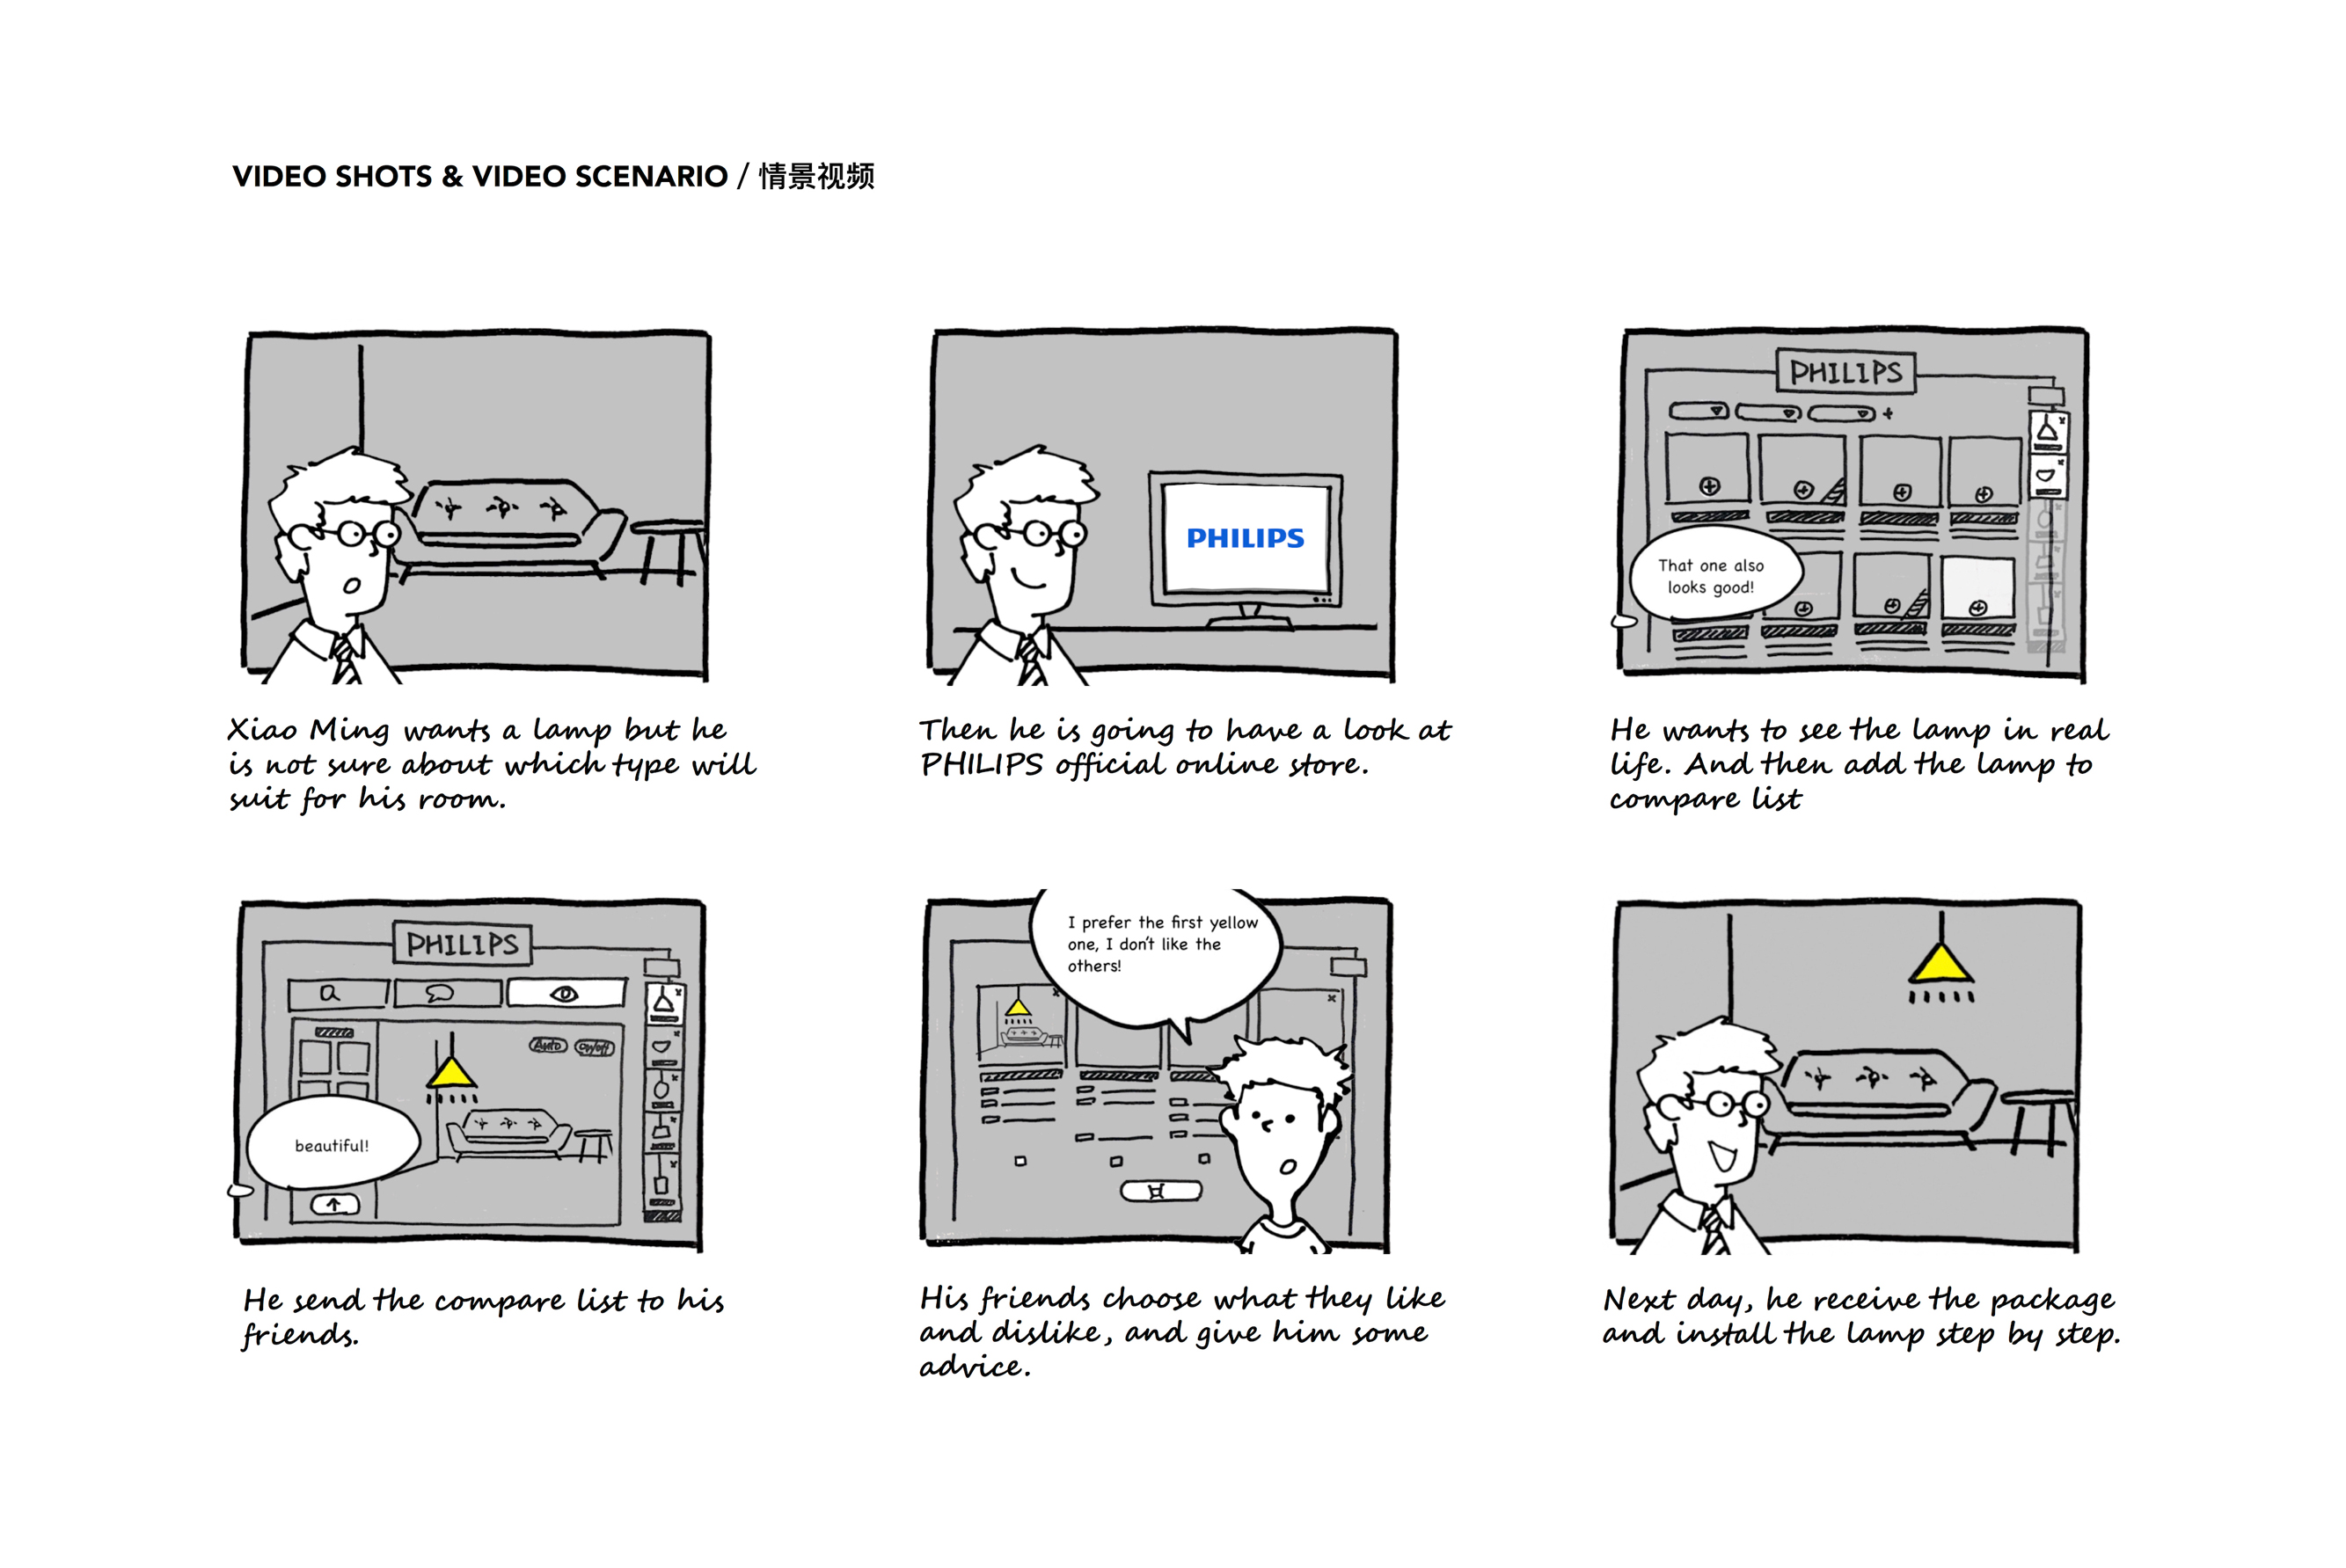 VIDEO SHOTS & VIDEO SCENARIO / 情景视频
Xiao Ming wants a lamp but he
is not sure about which type will
suit for his room.
PHILIPS
Then he is going to have a look at
PHILIPS official online store.
PHILIPS
That one also
looks good!
He wants to see the lamp in real
life. And then add the lamp to
compare list
PHILIPS
Auto
On/off
beautiful!
He send the compare list to his
friends.
I prefer the first yellow
one, I don't like the
others!
His friends choose what they like
and dislike, and give him some
advice.
Next day, he receive the package
and install the lamp step by step.